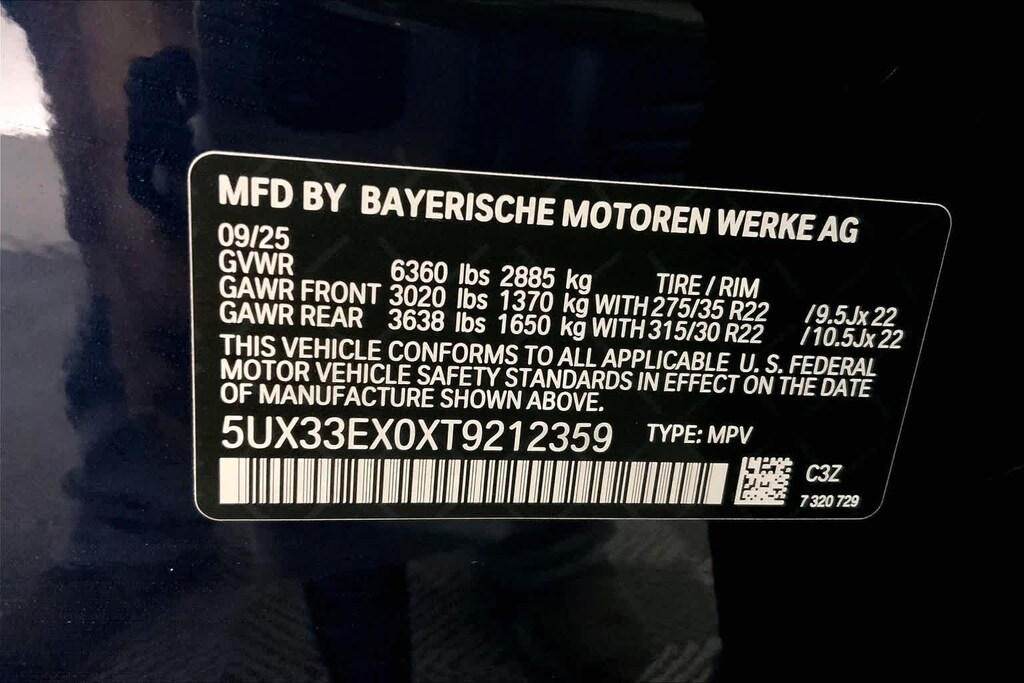 MFD BY BAYERISCHE MOTOREN WERKE AG
09/25
GVWR 6360 lbs 2885 kg TIRE / RIM
GAWR FRONT 3020 lbs 1370 kg WITH 275/35 R22 /9.5Jx 22
GAWR REAR 3638 lbs 1650 kg WITH 315/30 R22 /10.5Jx 22
THIS VEHICLE CONFORMS TO ALL APPLICABLE U. S. FEDERAL
MOTOR VEHICLE SAFETY STANDARDS IN EFFECT ON THE DATE
OF MANUFACTURE SHOWN ABOVE.
5UX33EX0XT9212359 TYPE: MPV
C3Z
7 320 729